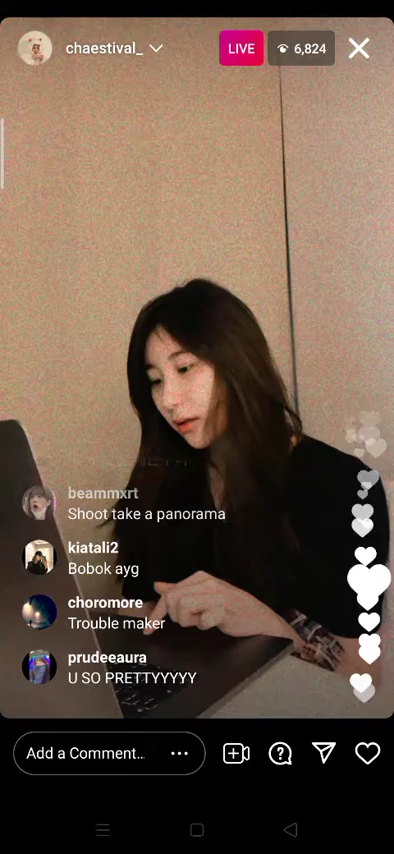 chaestival_
LIVE
6,824
beammxrt
Shoot take a panorama
kiatali2
Bobok ayg
choromore
Trouble maker
prudeeaura
U SO PRETTYYYYY
Add a Comment...